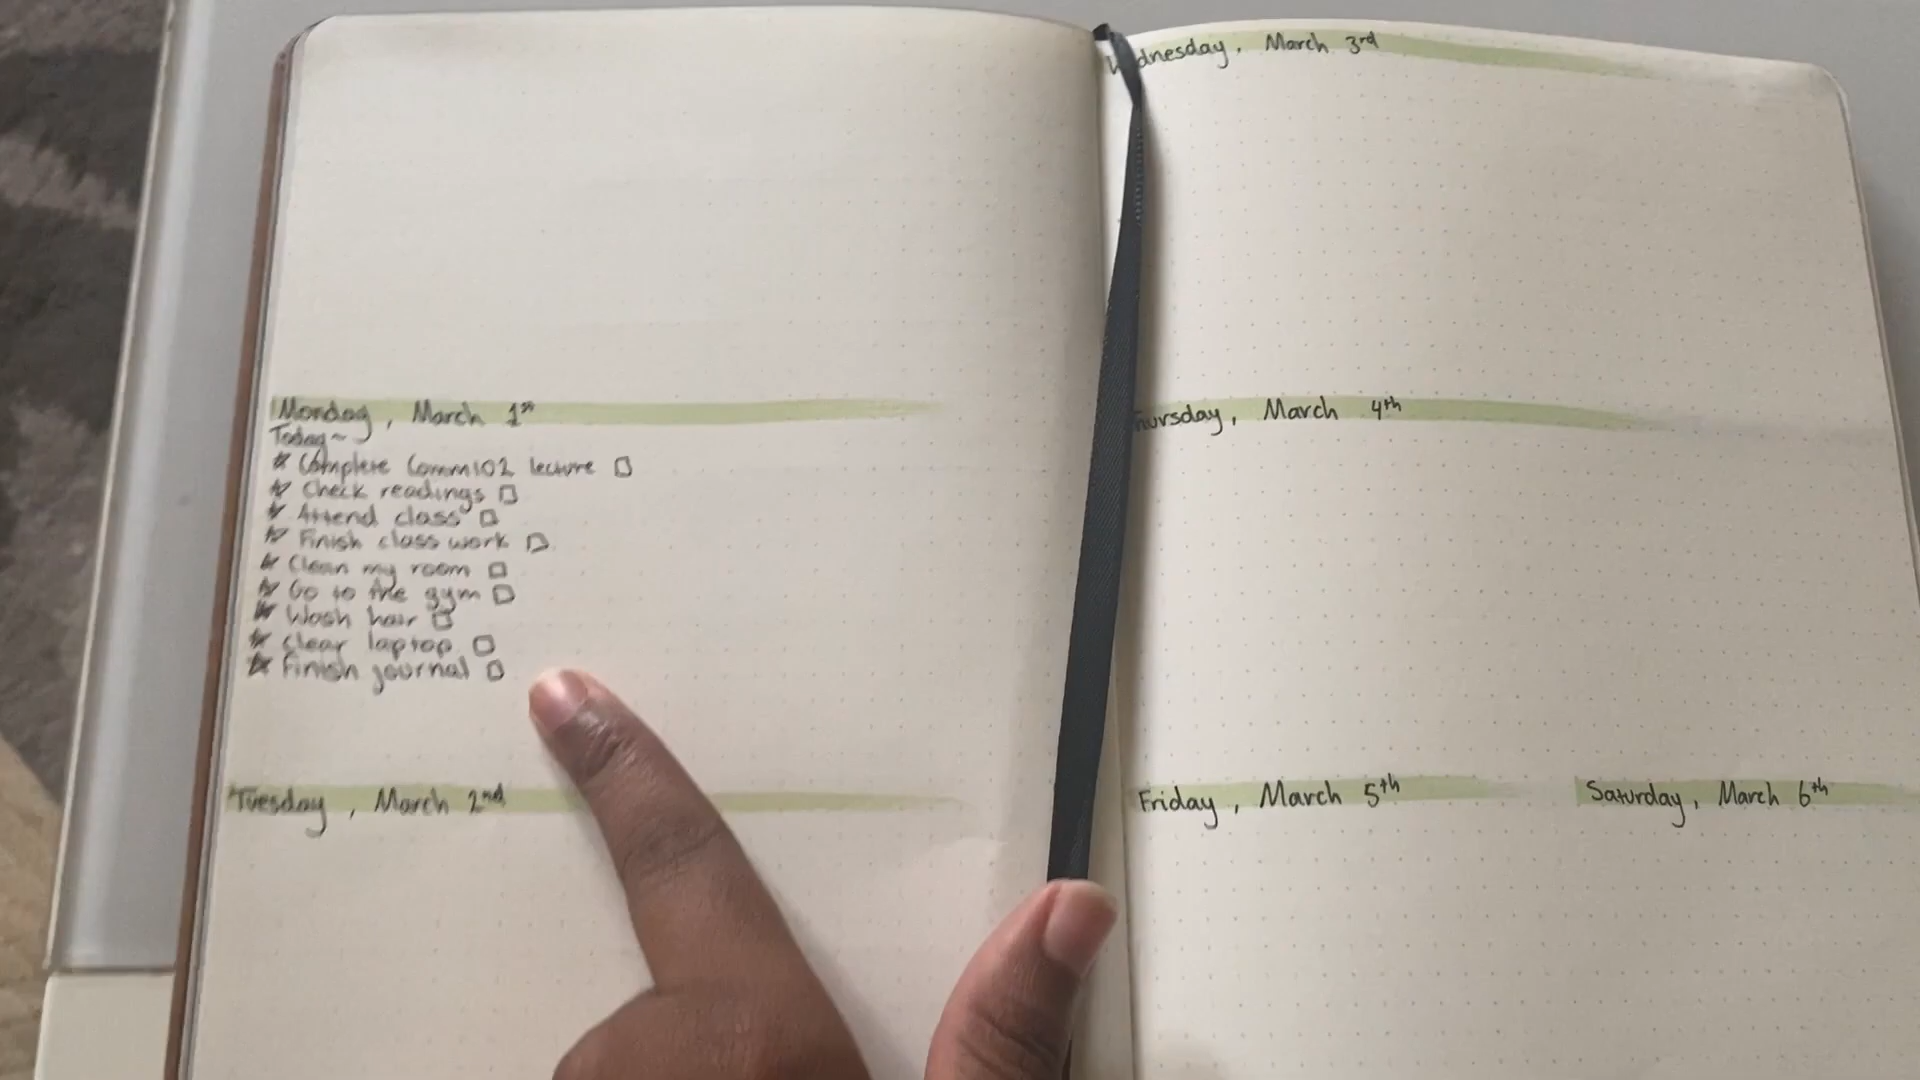 Monday, March 1st
Today~
Complete Comm102 lecture
Check readings
Attend class
Finish class work
Clean my room
Go to the gym
Wash hair
Clear laptop
Finish journal
Tuesday, March 2nd
Wednesday, March 3rd
Thursday, March 4th
Friday, March 5th
Saturday, March 6th